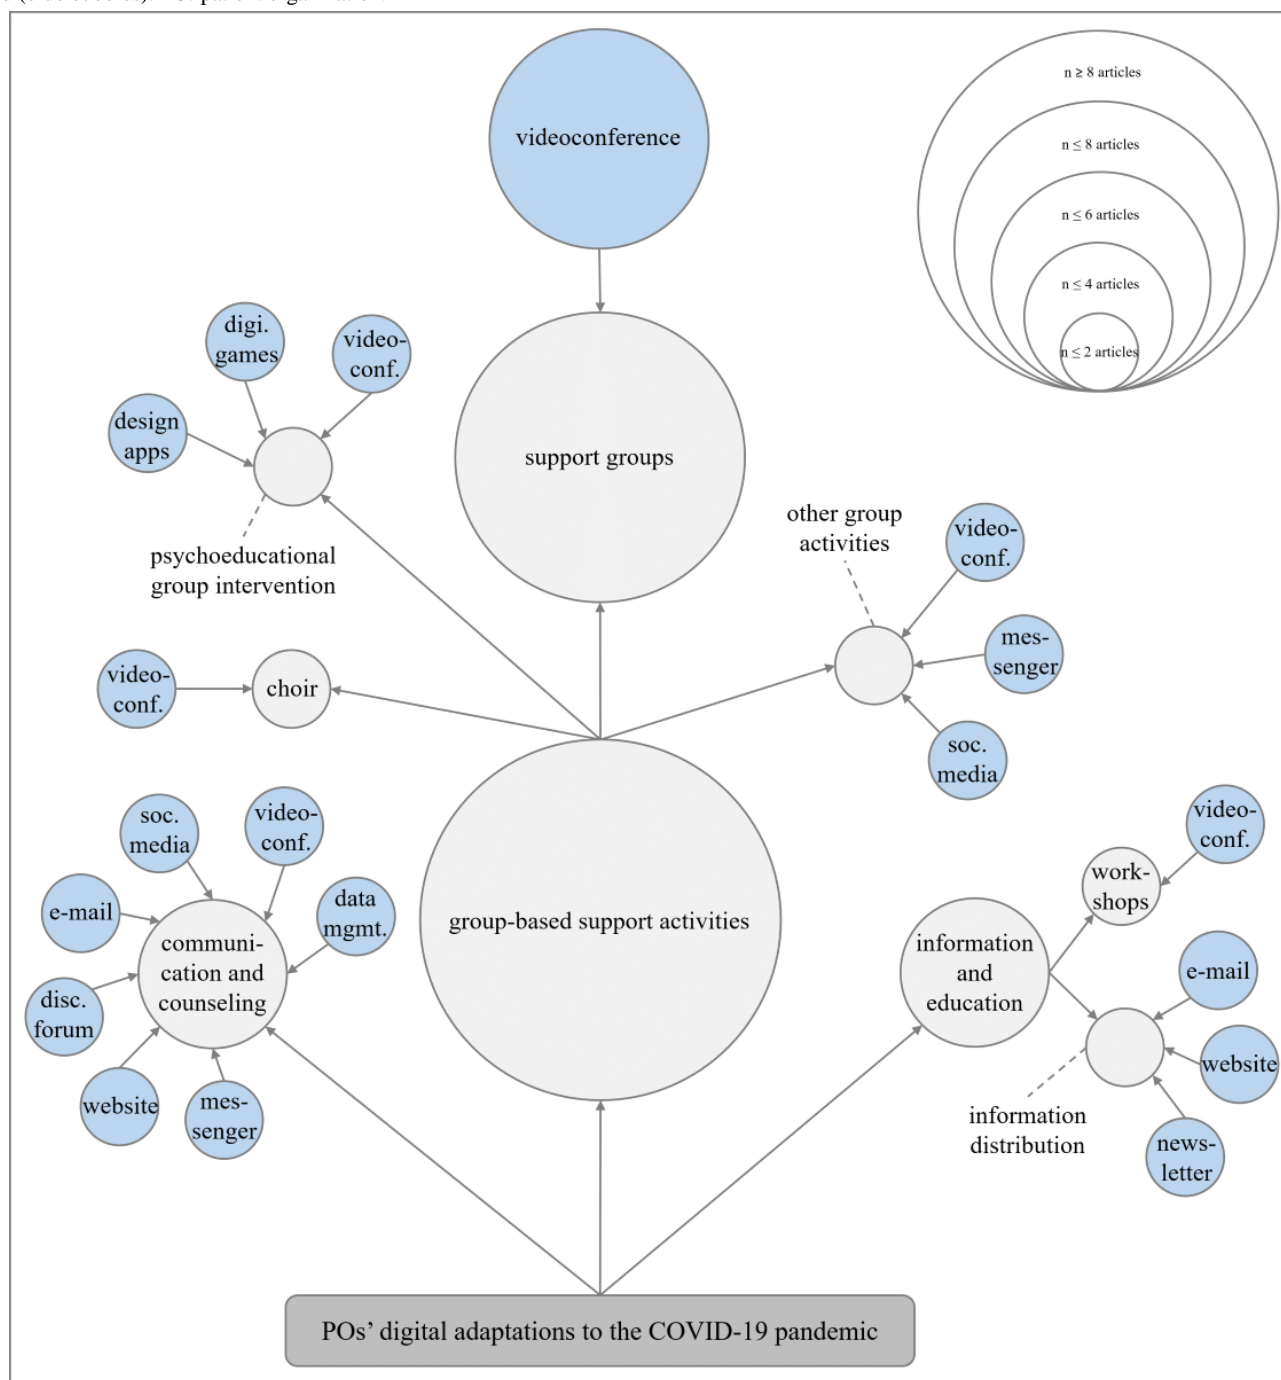 videoconference
n ≥ 8 articles
n ≤ 8 articles
n ≤ 6 articles
n ≤ 4 articles
n ≤ 2 articles
digi.
games
video-
conf.
design
apps
psychoeducational
group intervention
support groups
other group
activities
video-
conf.
mes-
senger
soc.
media
video-
conf.
choir
soc.
media
video-
conf.
e-mail
data
mgmt.
communi-
cation and
counseling
disc.
forum
website
mes-
senger
group-based support activities
information
and
education
work-
shops
video-
conf.
e-mail
website
news-
letter
information
distribution
POs’ digital adaptations to the COVID-19 pandemic